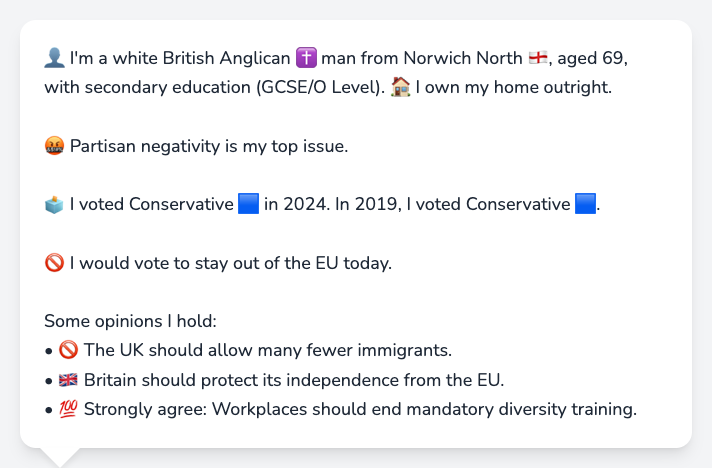 👤 I'm a white British Anglican ✝️ man from Norwich North 🏴󠁧󠁢󠁥󠁮󠁧󠁿, aged 69,
with secondary education (GCSE/O Level). 🏠 I own my home outright.
🤬 Partisan negativity is my top issue.
🗳️ I voted Conservative 🟦 in 2024. In 2019, I voted Conservative 🟦.
🚫 I would vote to stay out of the EU today.
Some opinions I hold:
• 🚫 The UK should allow many fewer immigrants.
• 🇬🇧 Britain should protect its independence from the EU.
• 💯 Strongly agree: Workplaces should end mandatory diversity training.